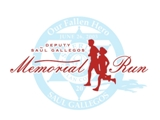 Our Fallen Hero
DEPUTY
SAUL GALLEGOS
Memorial Run
SAUL GALLEGOS